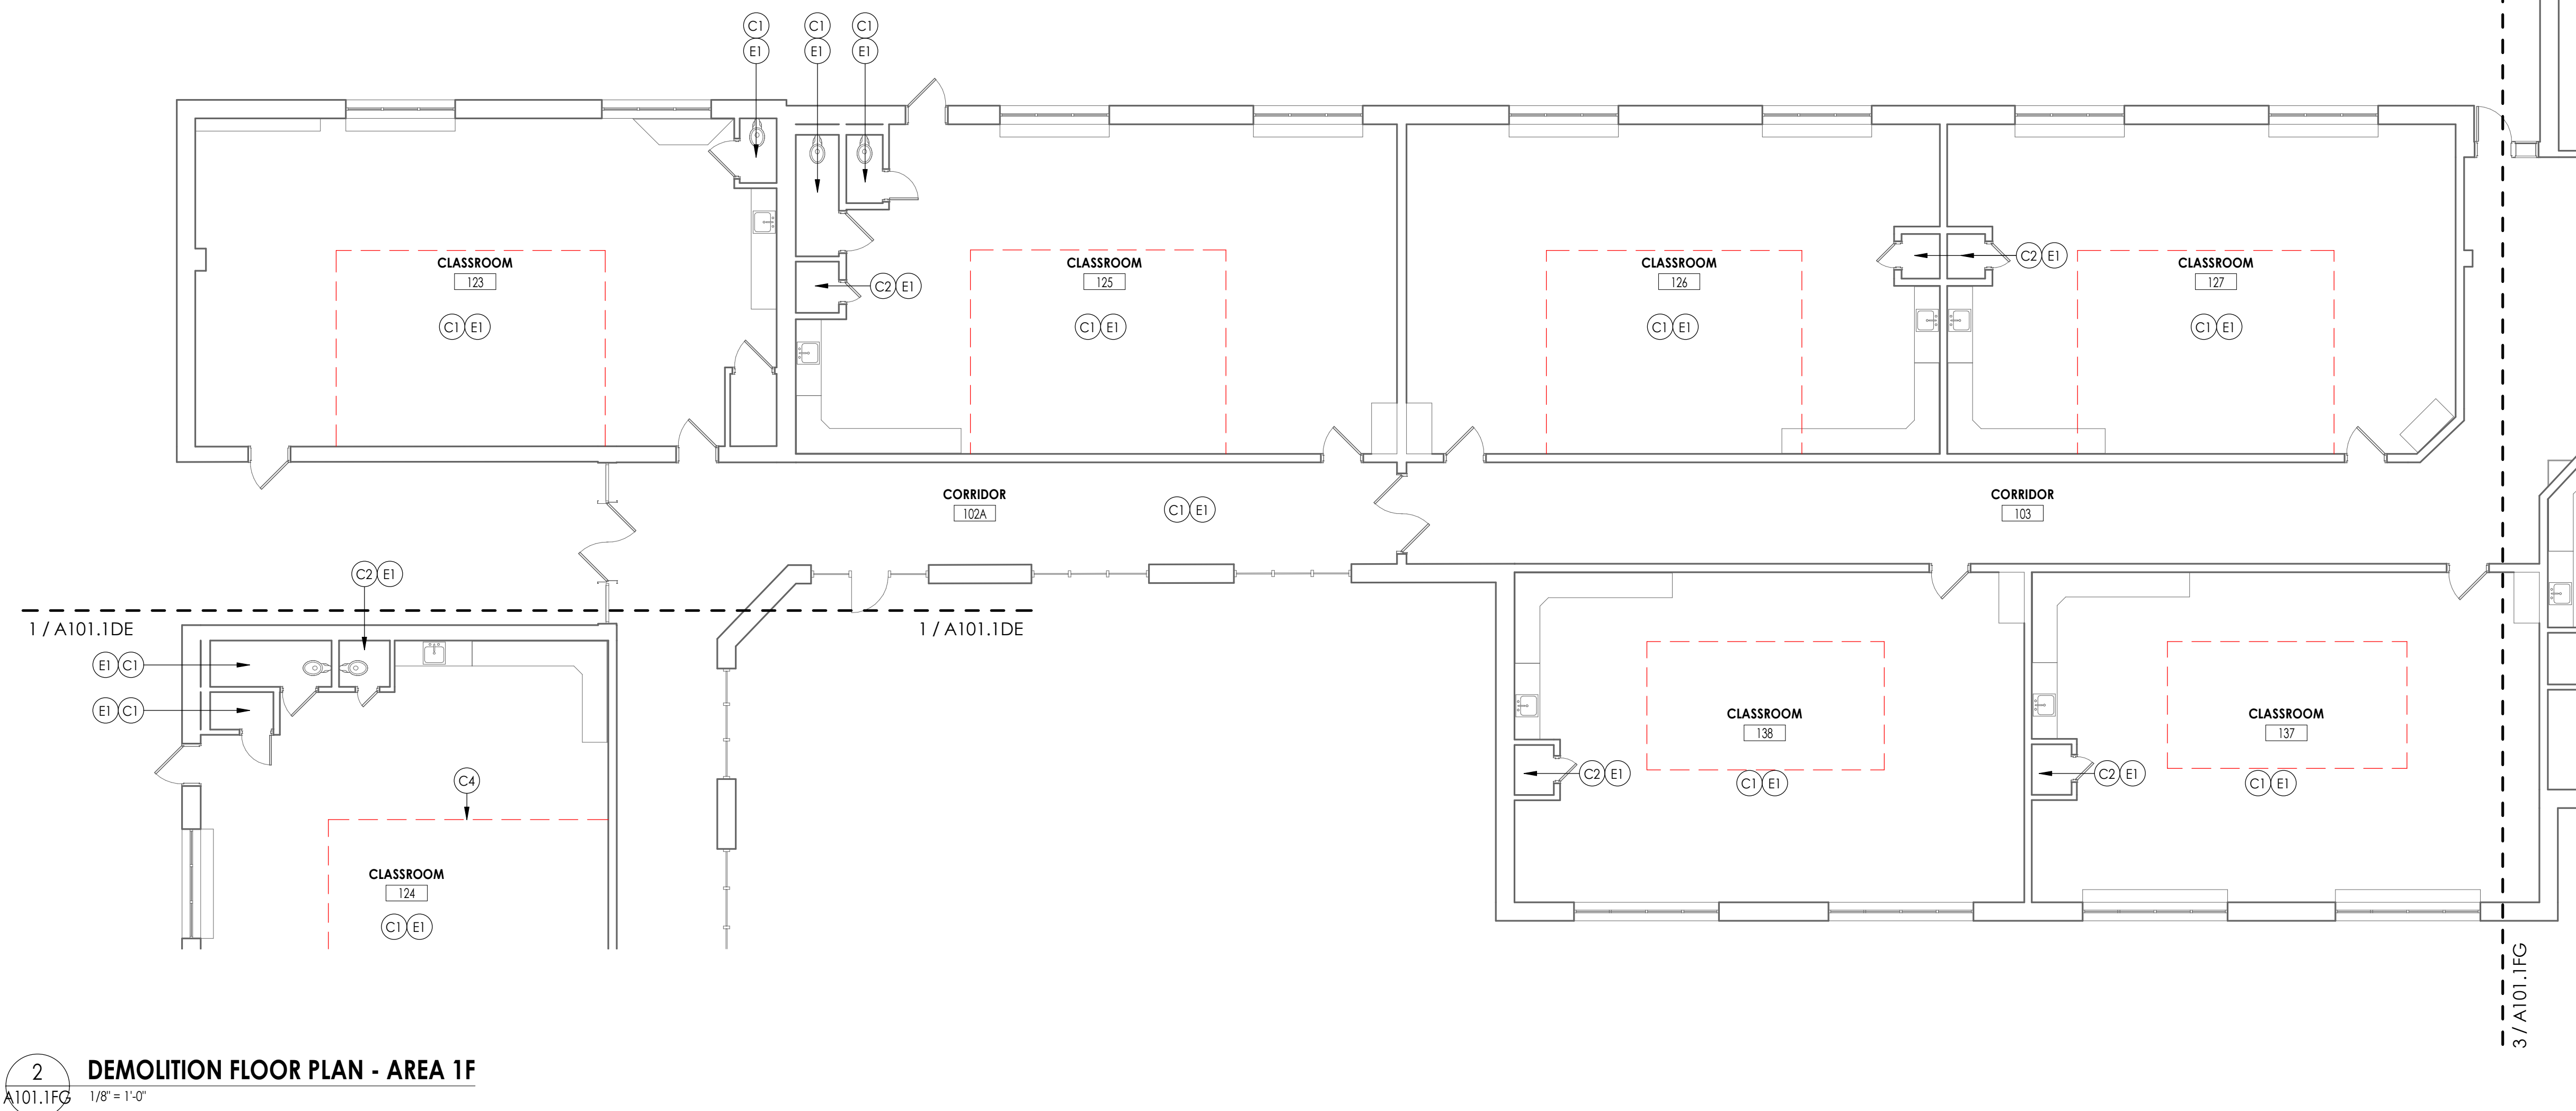 C1
E1
C1
E1
C1
E1
CLASSROOM
123
C1 E1
C2 E1
CLASSROOM
125
C1 E1
CLASSROOM
126
C1 E1
C2 E1
CLASSROOM
127
C1 E1
CORRIDOR
102A
C1 E1
CORRIDOR
103
C2 E1
1 / A101.1DE
1 / A101.1DE
E1 C1
E1 C1
C4
CLASSROOM
124
C1 E1
CLASSROOM
138
C2 E1
C1 E1
CLASSROOM
137
C2 E1
C1 E1
3 / A101.1FG
2
A101.1FG
DEMOLITION FLOOR PLAN - AREA 1F
1/8" = 1'-0"